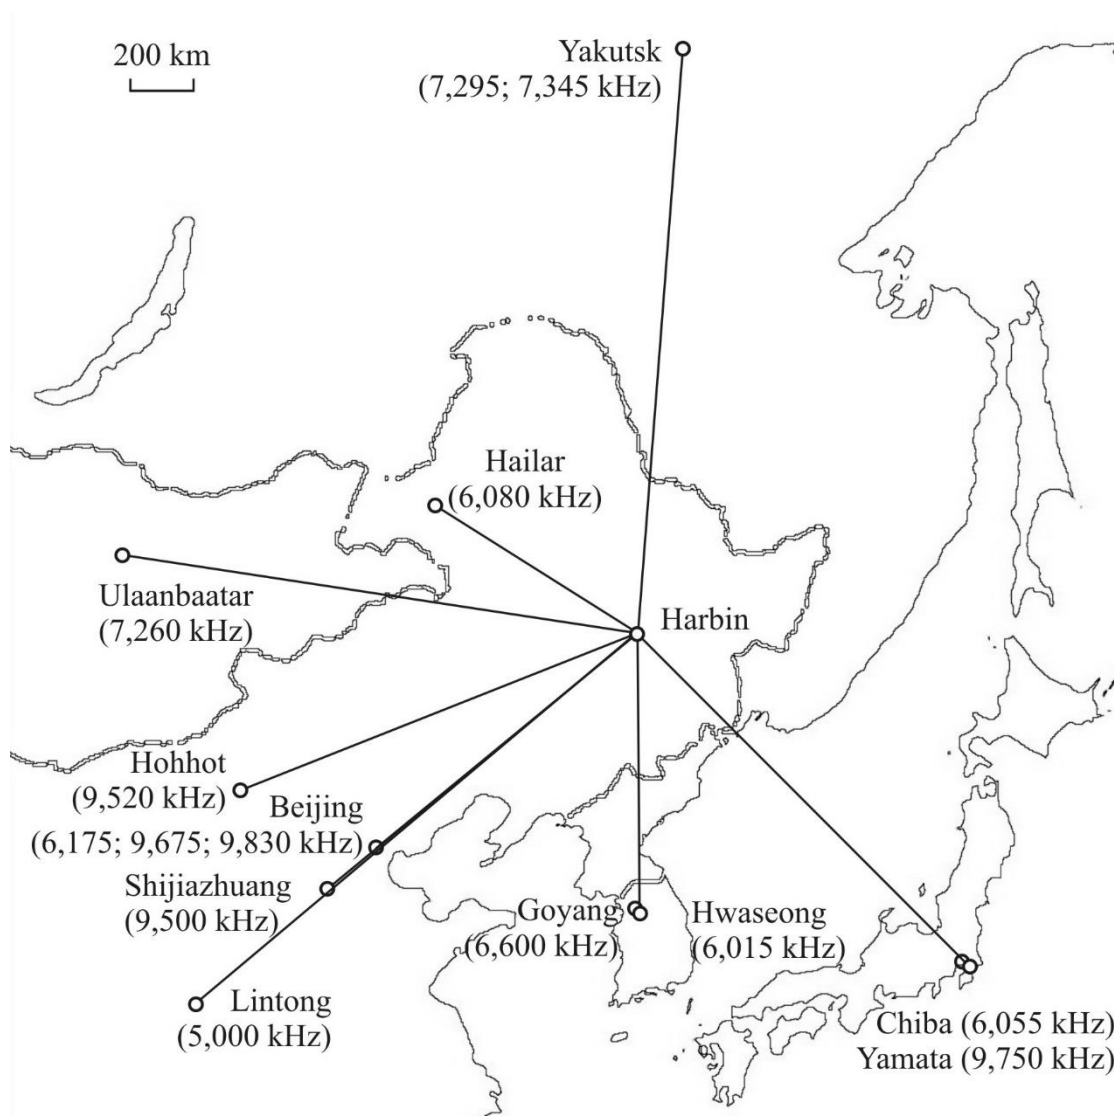 200 km
Yakutsk
(7,295; 7,345 kHz)
Hailar
(6,080 kHz)
Ulaanbaatar
(7,260 kHz)
Harbin
Hohhot
(9,520 kHz)
Beijing
(6,175; 9,675; 9,830 kHz)
Shijiazhuang
(9,500 kHz)
Goyang
(6,600 kHz)
Hwaseong
(6,015 kHz)
Lintong
(5,000 kHz)
Chiba (6,055 kHz)
Yamata (9,750 kHz)